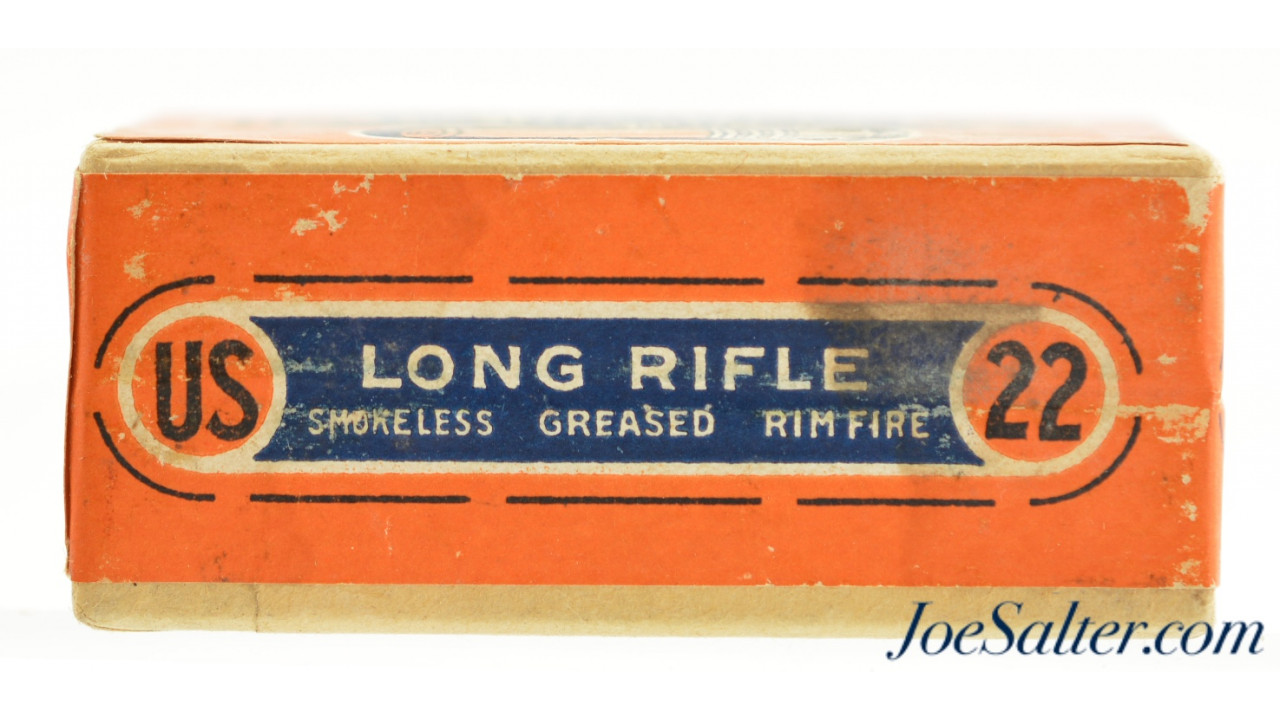 US
LONG RIFLE
SMOKELESS GREASED RIM FIRE
22
JoeSalter.com